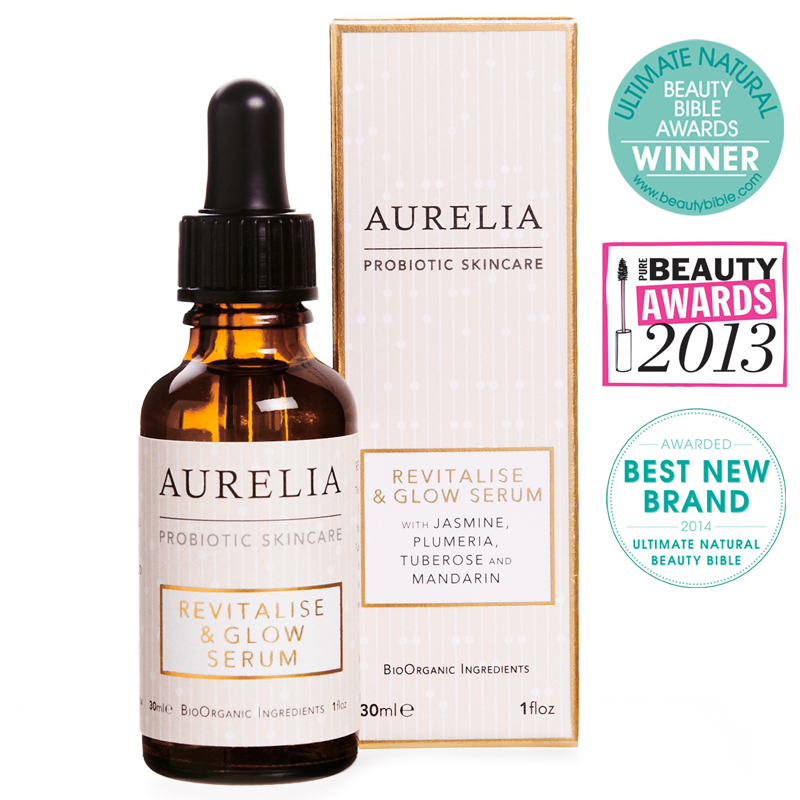 AURELIA
PROBIOTIC SKINCARE
REVITALISE
& GLOW
SERUM
30ml℮ BIOORGANIC INGREDIENTS 1floz
AURELIA
PROBIOTIC SKINCARE
REVITALISE
& GLOW SERUM
WITH JASMINE,
PLUMERIA,
TUBEROSE AND
MANDARIN
BIOORGANIC INGREDIENTS
30ml℮ 1floz
ULTIMATE NATURAL
BEAUTY
BIBLE
AWARDS
WINNER
www.beautybible.com
PURE
BEAUTY
AWARDS
2013
AWARDED
BEST NEW
BRAND
2014
ULTIMATE NATURAL
BEAUTY BIBLE